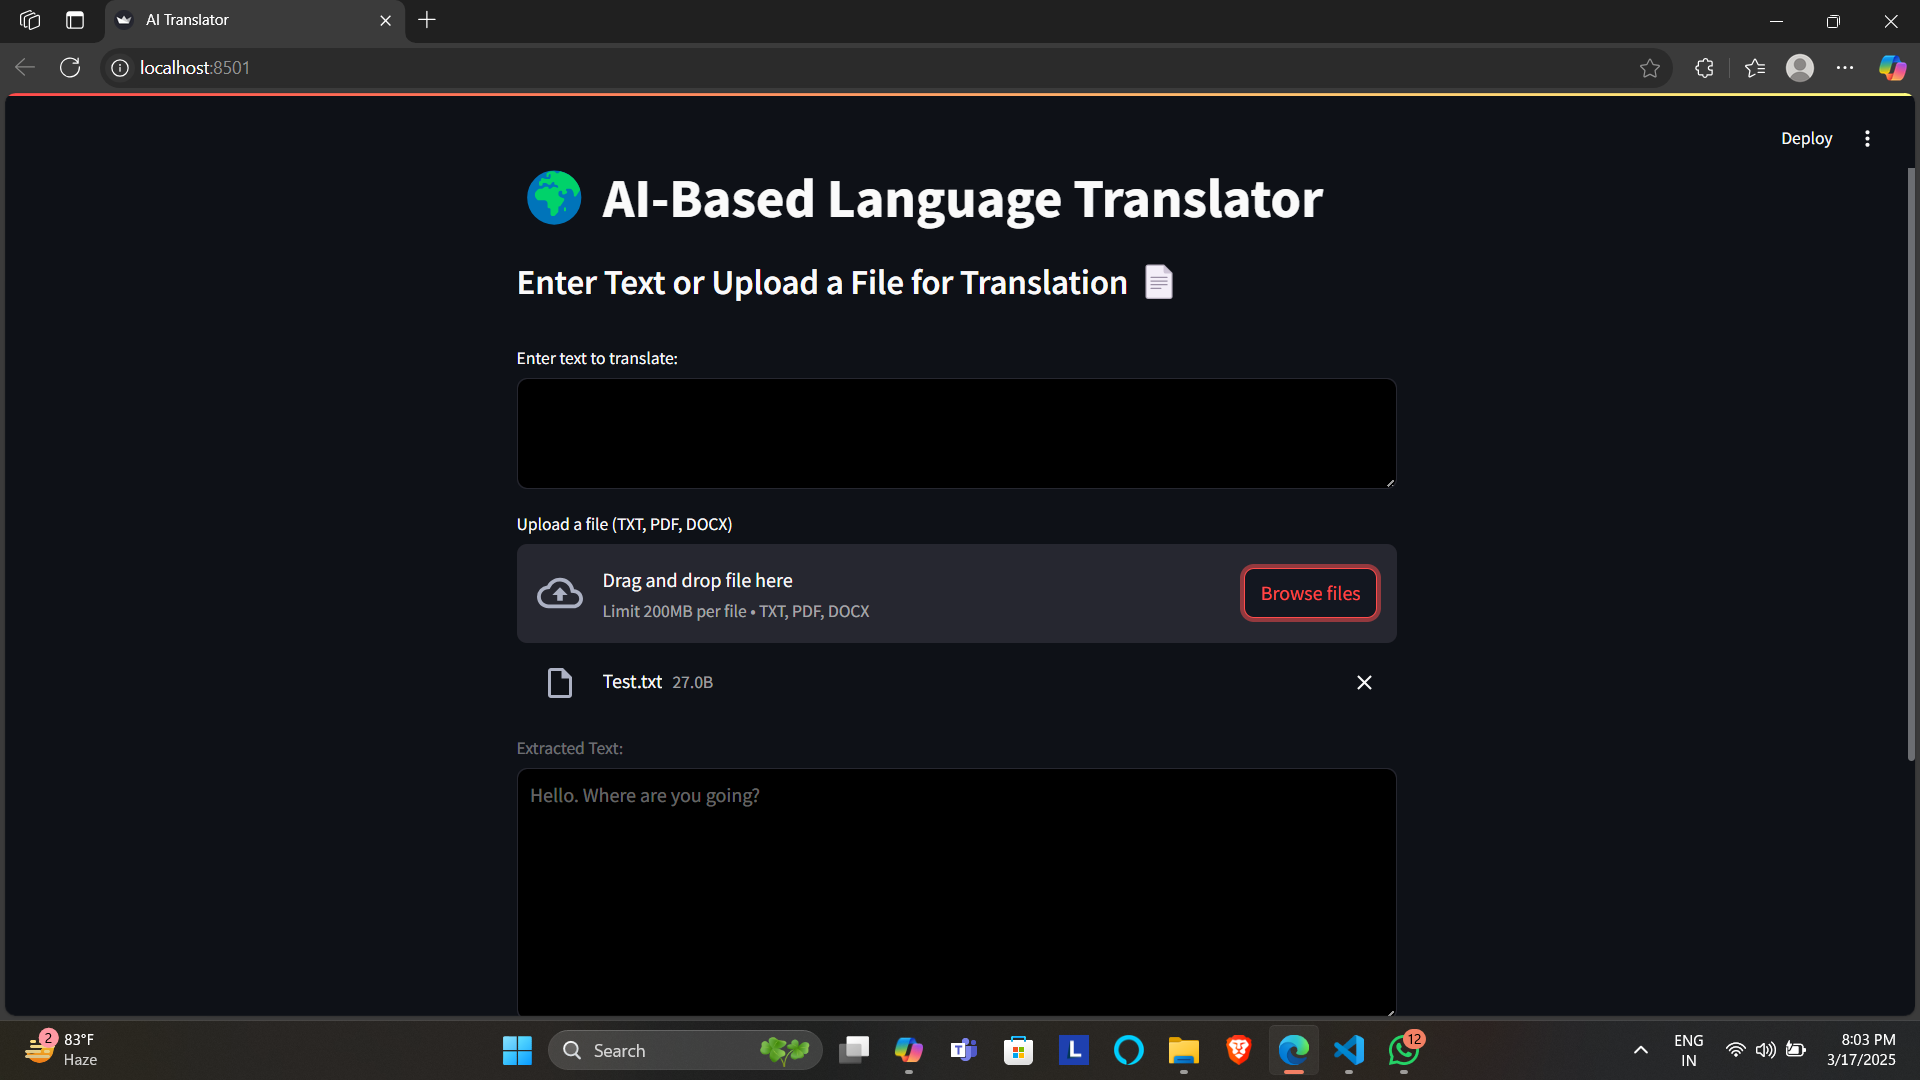 AI Translator
localhost:8501
Deploy
AI-Based Language Translator
Enter Text or Upload a File for Translation
Enter text to translate:
Upload a file (TXT, PDF, DOCX)
Drag and drop file here
Limit 200MB per file • TXT, PDF, DOCX
Browse files
Test.txt 27.0B
Extracted Text:
Hello. Where are you going?
2
83°F
Haze
Search
T
L
12
ENG
IN
8:03 PM
3/17/2025